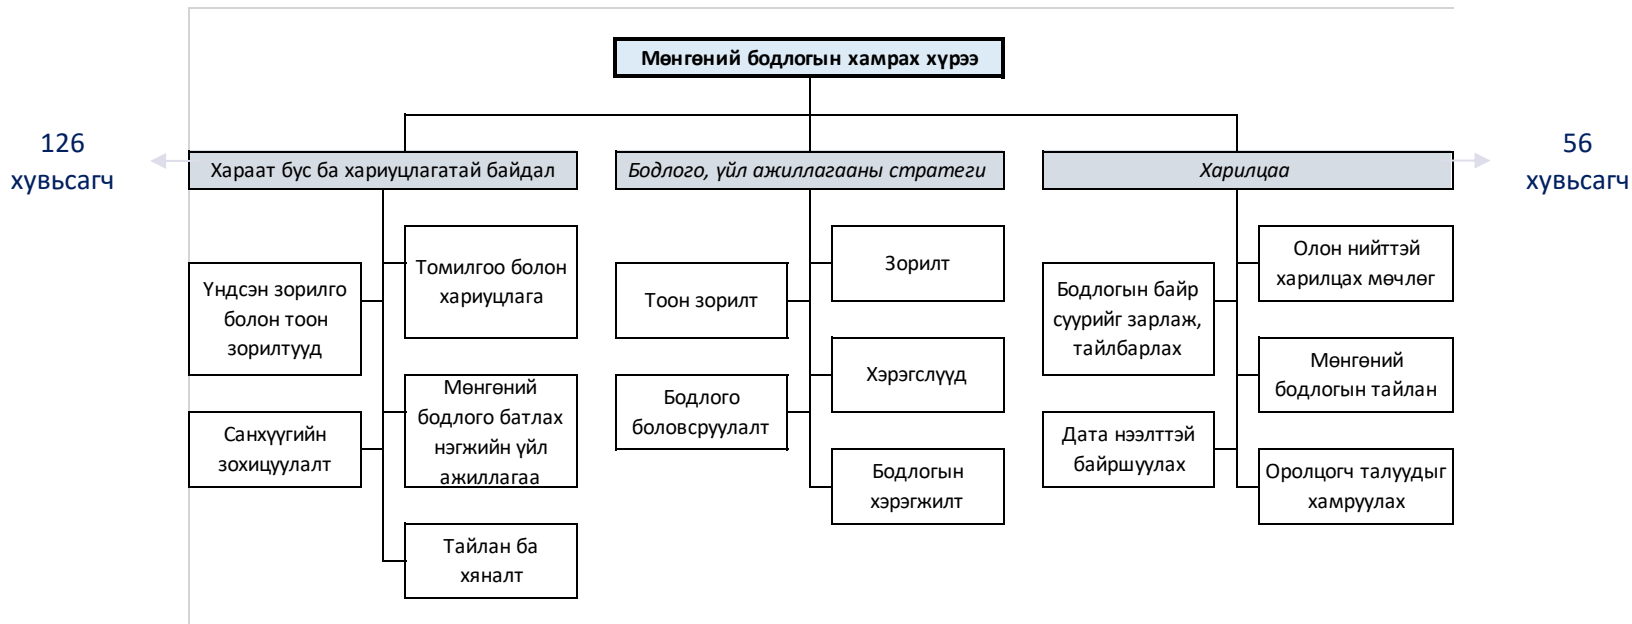 Мөнгөний бодлогын хамрах хүрээ
126
хувьсагч
Хараат бус ба хариуцлагатай байдал
Бодлого, үйл ажиллагааны стратеги
Харилцаа
56
хувьсагч
Үндсэн зорилго
болон тоон
зорилтууд
Томилгоо болон
хариуцлага
Санхүүгийн
зохицуулалт
Мөнгөний
бодлого батлах
нэгжийн үйл
ажиллагаа
Тайлан ба
хяналт
Тоон зорилт
Зорилт
Бодлого
боловсруулалт
Хэрэгслүүд
Бодлогын
хэрэгжилт
Бодлогын байр
суурийг зарлаж,
тайлбарлах
Олон нийттэй
харилцах мөчлөг
Дата нээлттэй
байршуулах
Мөнгөний
бодлогын тайлан
Оролцогч талуудыг
хамруулах